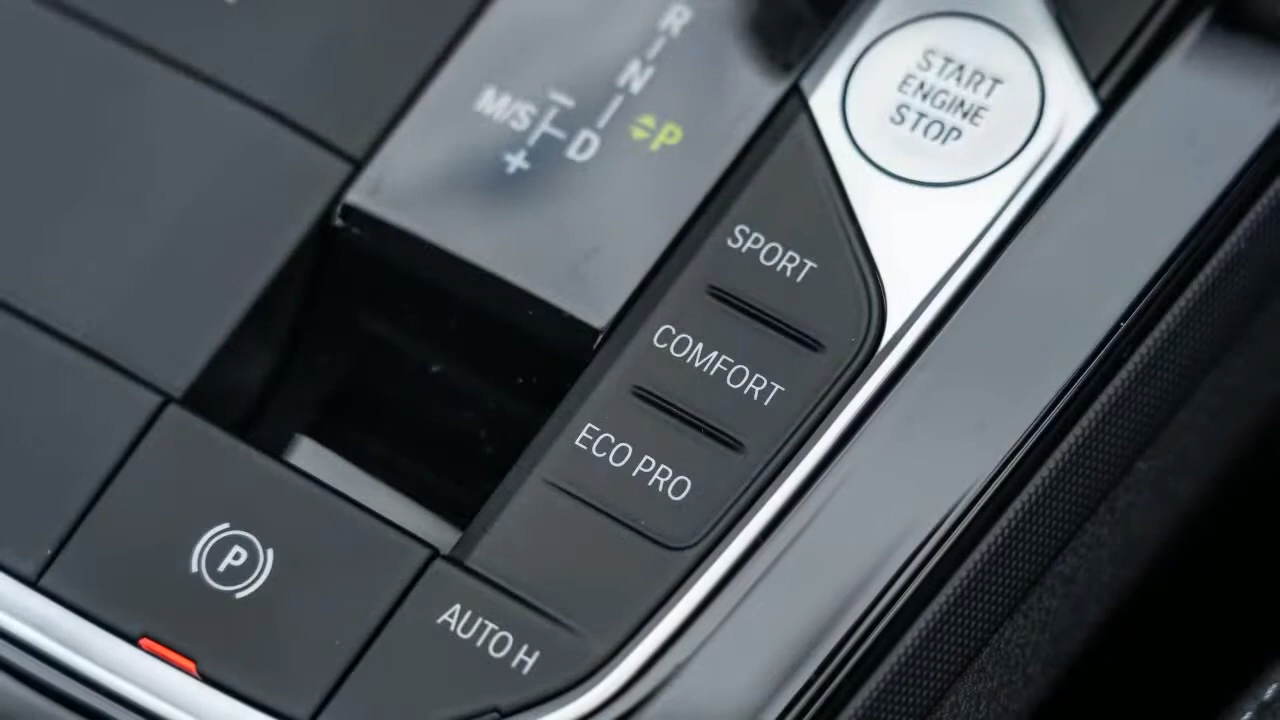 R
N
M/S
–
+
D
P
START
ENGINE
STOP
SPORT
COMFORT
ECO PRO
(P)
AUTO H